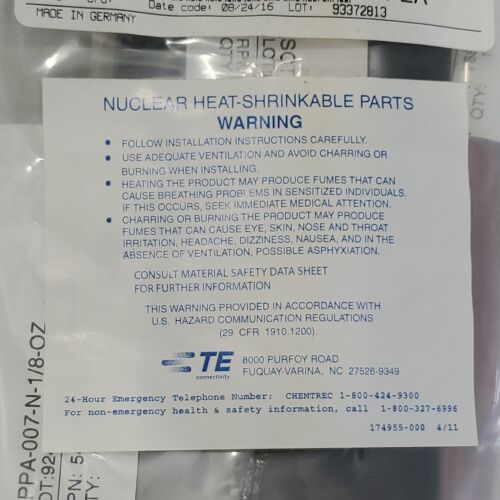 Date code: 08/24/16 LOT: 93372813
MADE IN GERMANY
NUCLEAR HEAT-SHRINKABLE PARTS
WARNING
• FOLLOW INSTALLATION INSTRUCTIONS CAREFULLY.
• USE ADEQUATE VENTILATION AND AVOID CHARRING OR
BURNING WHEN INSTALLING.
• HEATING THE PRODUCT MAY PRODUCE FUMES THAT CAN
CAUSE BREATHING PROBLEMS IN SENSITIZED INDIVIDUALS.
IF THIS OCCURS, SEEK IMMEDIATE MEDICAL ATTENTION.
• CHARRING OR BURNING THE PRODUCT MAY PRODUCE
FUMES THAT CAN CAUSE EYE, SKIN, NOSE AND THROAT
IRRITATION, HEADACHE, DIZZINESS, NAUSEA, AND IN THE
ABSENCE OF VENTILATION, POSSIBLE ASPHYXIATION.
CONSULT MATERIAL SAFETY DATA SHEET
FOR FURTHER INFORMATION
THIS WARNING PROVIDED IN ACCORDANCE WITH
U.S. HAZARD COMMUNICATION REGULATIONS
(29 CFR 1910.1200).
TE
connectivity
8000 PURFOY ROAD
FUQUAY-VARINA, NC 27526-9349
24-Hour Emergency Telephone Number: CHEMTREC 1-800-424-9300
For non-emergency health & safety information, call 1-800-327-6996
174955-000 4/11
PPA-007-N-1/8-OZ
QTY: